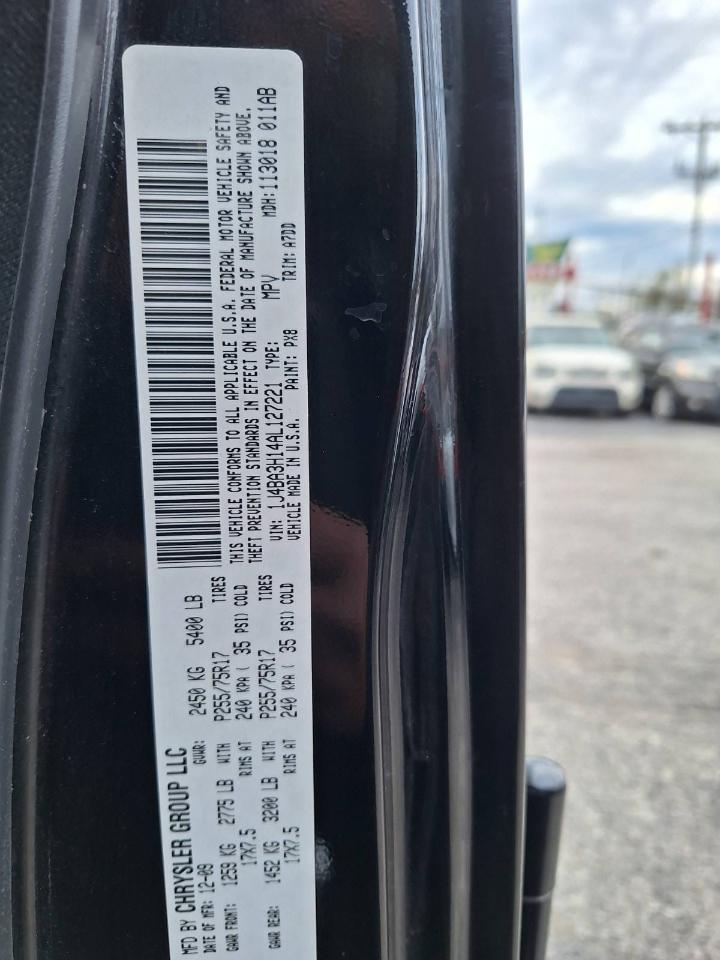 MFD BY CHRYSLER GROUP LLC
DATE OF MFR: 12-09 GVWR: 2450 KG 5400 LB
GAWR FRONT: 1259 KG 2775 LB WITH P255/75R17 TIRES
17X7.5 RIMS AT 240 KPA ( 35 PSI) COLD
GAWR REAR: 1452 KG 3200 LB WITH P255/75R17 TIRES
17X7.5 RIMS AT 240 KPA ( 35 PSI) COLD
THIS VEHICLE CONFORMS TO ALL APPLICABLE U.S.A. FEDERAL MOTOR VEHICLE SAFETY AND
THEFT PREVENTION STANDARDS IN EFFECT ON THE DATE OF MANUFACTURE SHOWN ABOVE.
VIN: 1J4BA3H14AL127221 TYPE: MPV MDH: 113018 011AB
VEHICLE MADE IN U.S.A. PAINT: PX8 TRIM: A7DD